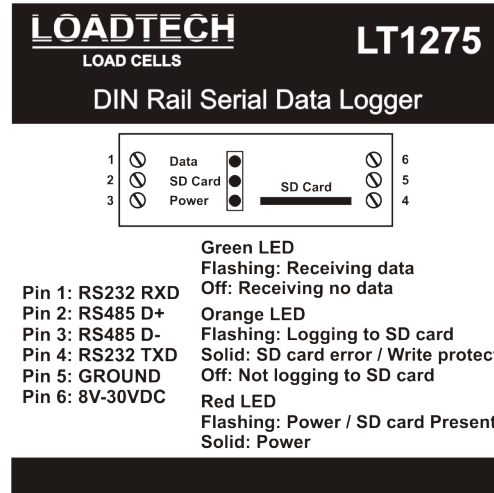 LOADTECH
LOAD CELLS
LT1275
DIN Rail Serial Data Logger
1 Data 6
2 SD Card SD Card 5
3 Power 4
Green LED
Flashing: Receiving data
Off: Receiving no data
Orange LED
Flashing: Logging to SD card
Solid: SD card error / Write protect
Off: Not logging to SD card
Red LED
Flashing: Power / SD card Present
Solid: Power
Pin 1: RS232 RXD
Pin 2: RS485 D+
Pin 3: RS485 D-
Pin 4: RS232 TXD
Pin 5: GROUND
Pin 6: 8V-30VDC